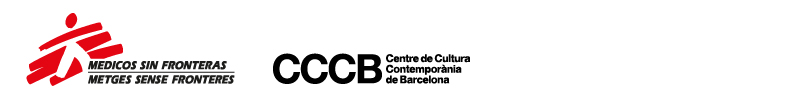 MEDICOS SIN FRONTERAS
METGES SENSE FRONTERES
CCCB
Centre de Cultura
Contemporània
de Barcelona